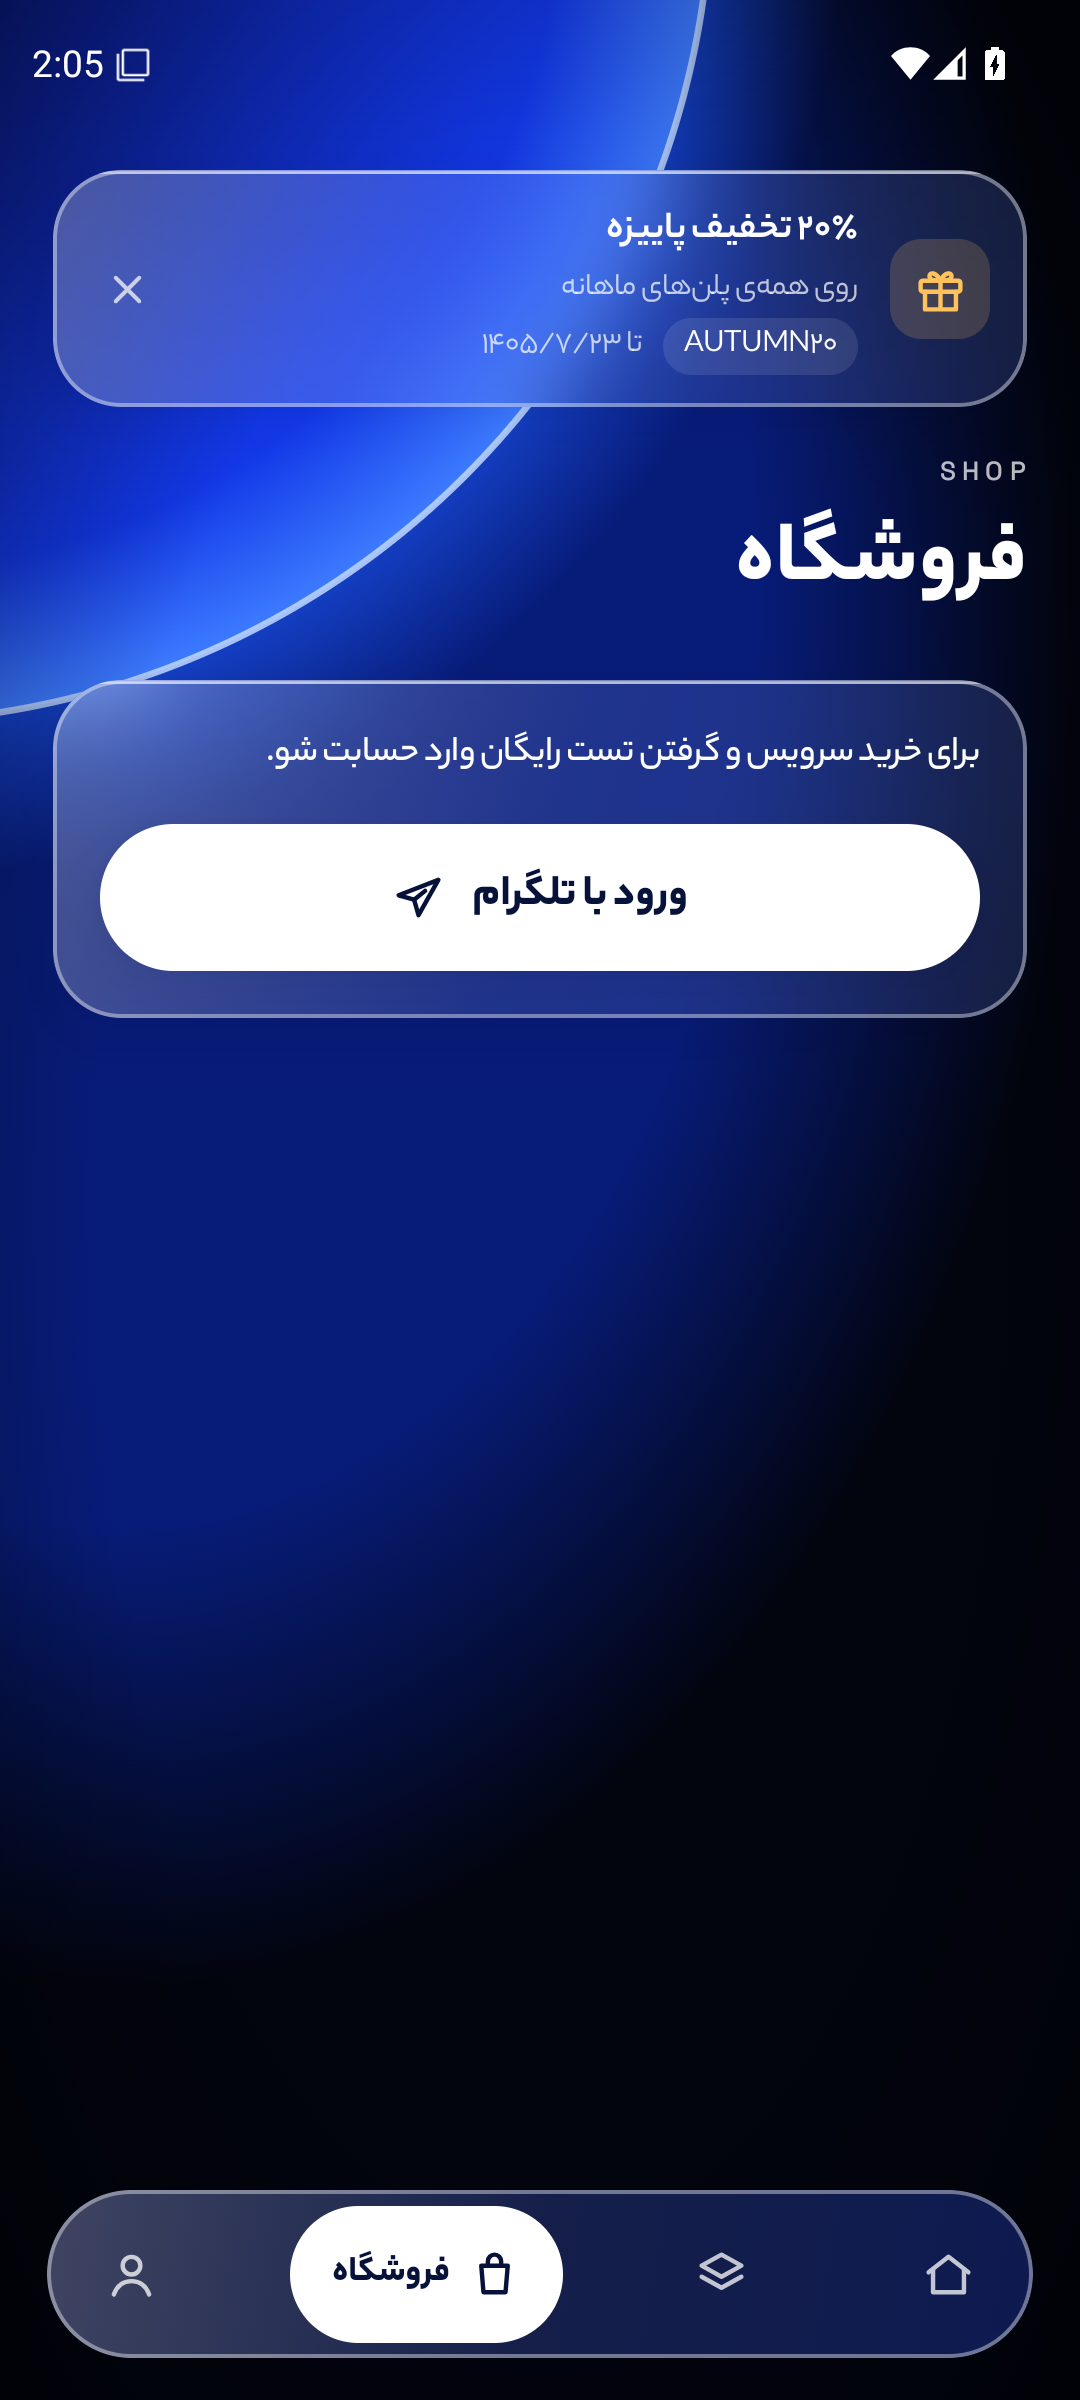 2:05
۲۰% تخفیف پاییزه
روی همه‌ی پلن‌های ماهانه
AUTUMN۲۰ تا ۱۴۰۵/۷/۲۳
SHOP
فروشگاه
برای خرید سرویس و گرفتن تست رایگان وارد حسابت شو.
ورود با تلگرام
فروشگاه